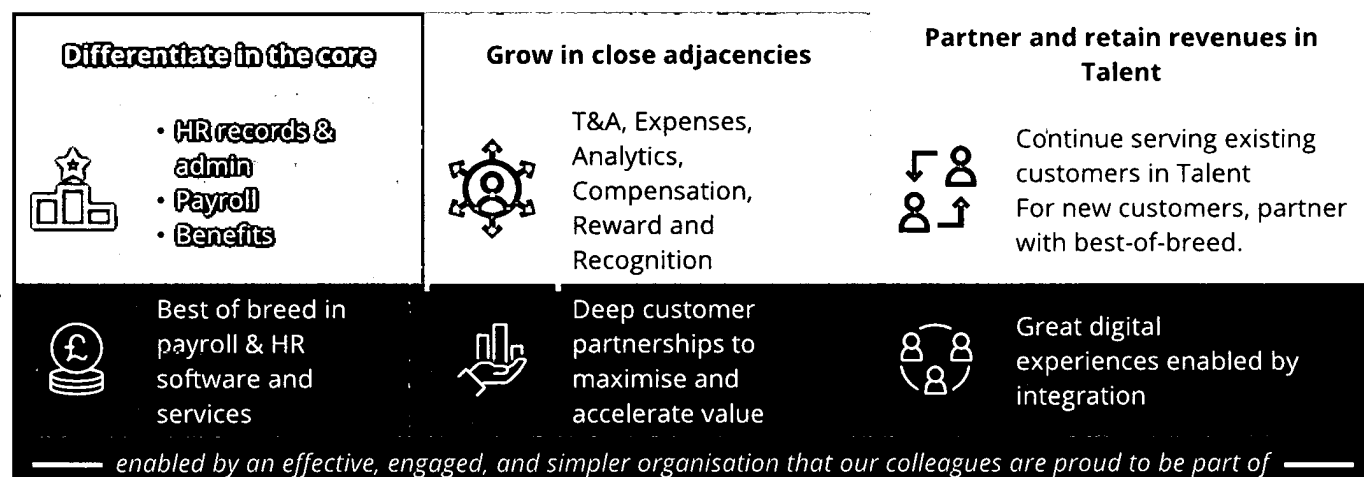 Differentiate in the core
• HR records &
admin
• Payroll
• Benefits
Grow in close adjacencies
T&A, Expenses,
Analytics,
Compensation,
Reward and
Recognition
Partner and retain revenues in
Talent
Continue serving existing
customers in Talent
For new customers, partner
with best-of-breed.
£
Best of breed in
payroll & HR
software and
services
Deep customer
partnerships to
maximise and
accelerate value
Great digital
experiences enabled by
integration
enabled by an effective, engaged, and simpler organisation that our colleagues are proud to be part of